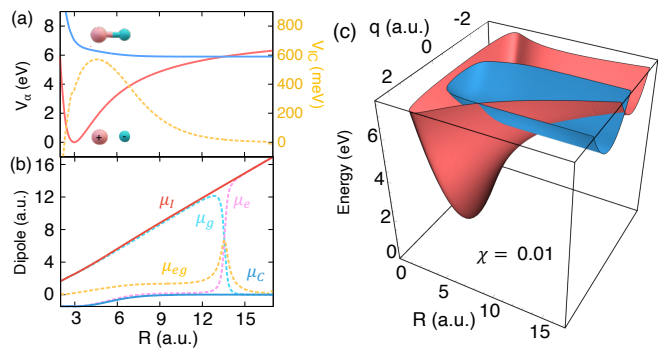 (a)
8
6
4
2
0
V_α (eV)
600
400
200
0
V_IC (meV)
+
-
(b)
16
12
8
4
0
Dipole (a.u.)
μ_I
μ_e
μ_g
μ_eg
μ_C
3 6 9 12 15
R (a.u.)
(c)
q (a.u.)
-2
0
2
Energy (eV)
6
4
2
0
χ = 0.01
0
5
10
15
R (a.u.)